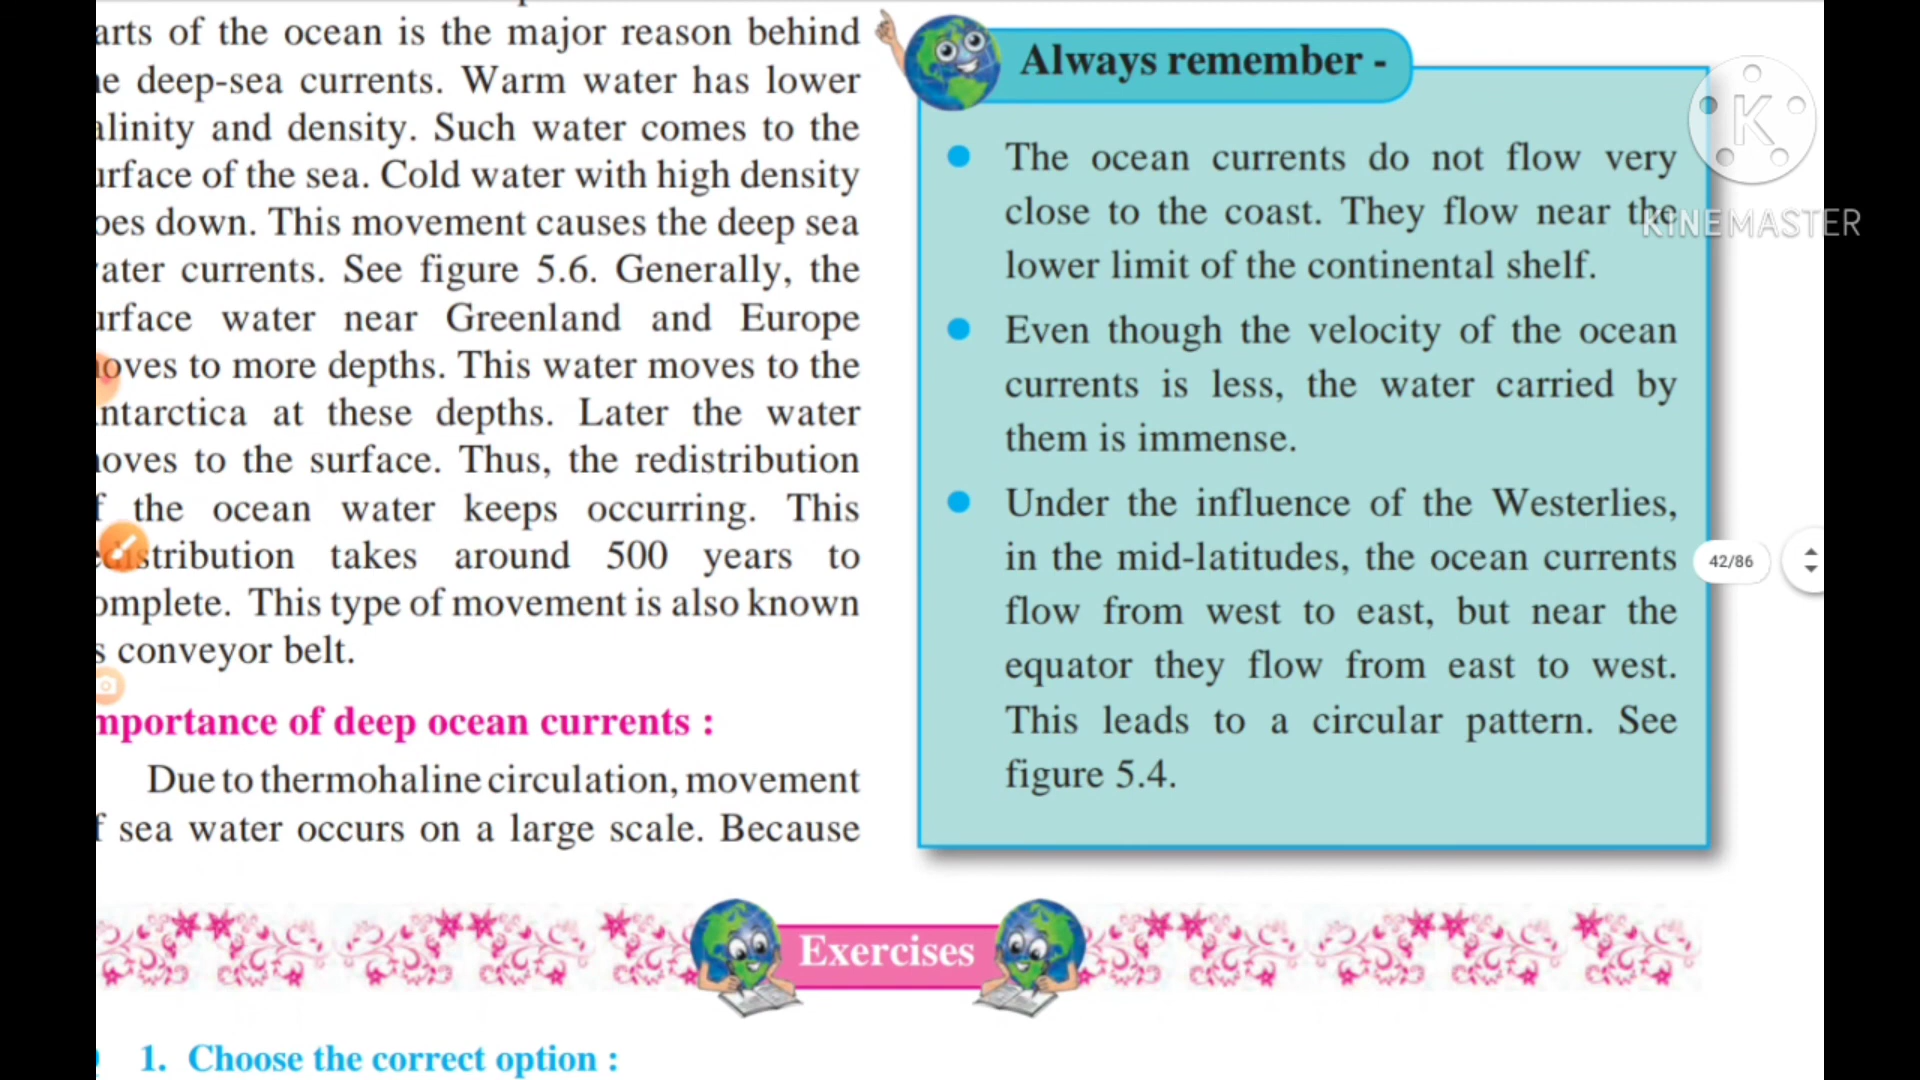 arts of the ocean is the major reason behind
e deep-sea currents. Warm water has lower
alinity and density. Such water comes to the
urface of the sea. Cold water with high density
oes down. This movement causes the deep sea
ater currents. See figure 5.6. Generally, the
urface water near Greenland and Europe
oves to more depths. This water moves to the
ntarctica at these depths. Later the water
oves to the surface. Thus, the redistribution
f the ocean water keeps occurring. This
distribution takes around 500 years to
omplete. This type of movement is also known
s conveyor belt.
mportance of deep ocean currents :
Due to thermohaline circulation, movement
f sea water occurs on a large scale. Because
Always remember -
The ocean currents do not flow very
close to the coast. They flow near the
lower limit of the continental shelf.
Even though the velocity of the ocean
currents is less, the water carried by
them is immense.
Under the influence of the Westerlies,
in the mid-latitudes, the ocean currents
flow from west to east, but near the
equator they flow from east to west.
This leads to a circular pattern. See
figure 5.4.
K
KINEMASTER
42/86
Exercises
1. Choose the correct option :